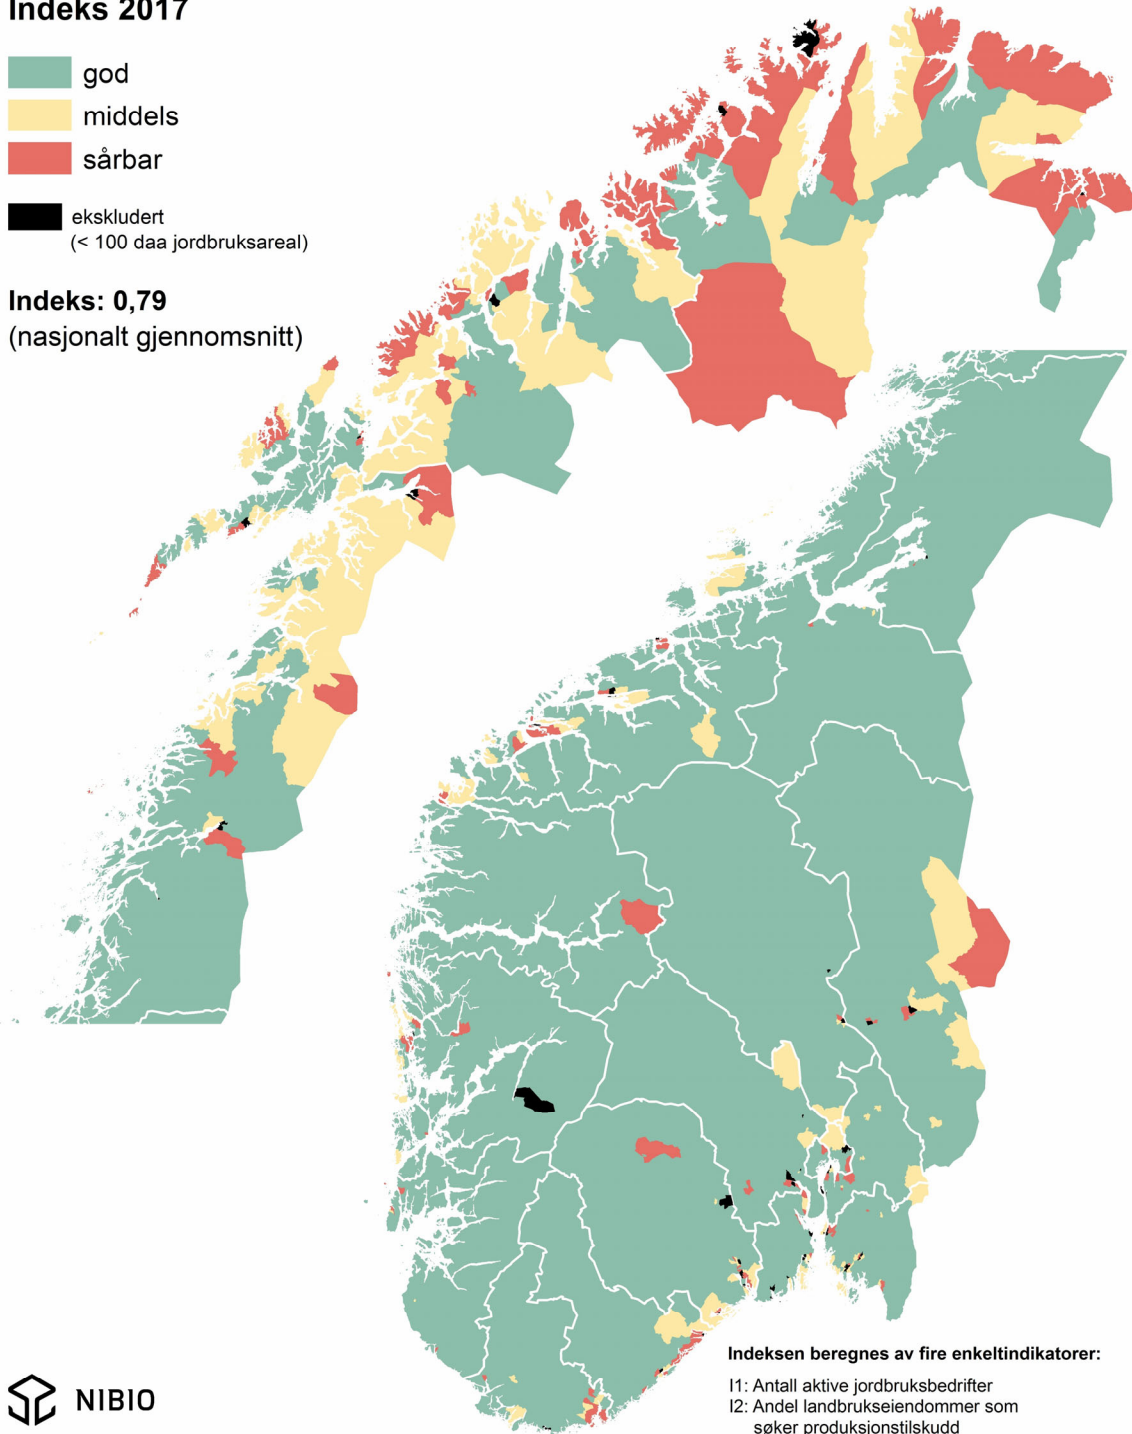 Indeks 2017
god
middels
sårbar
ekskludert
(< 100 daa jordbruksareal)
Indeks: 0,79
(nasjonalt gjennomsnitt)
NIBIO
Indeksen beregnes av fire enkeltindikatorer:
I1: Antall aktive jordbruksbedrifter
I2: Andel landbrukseiendommer som
søker produksjonstilskudd